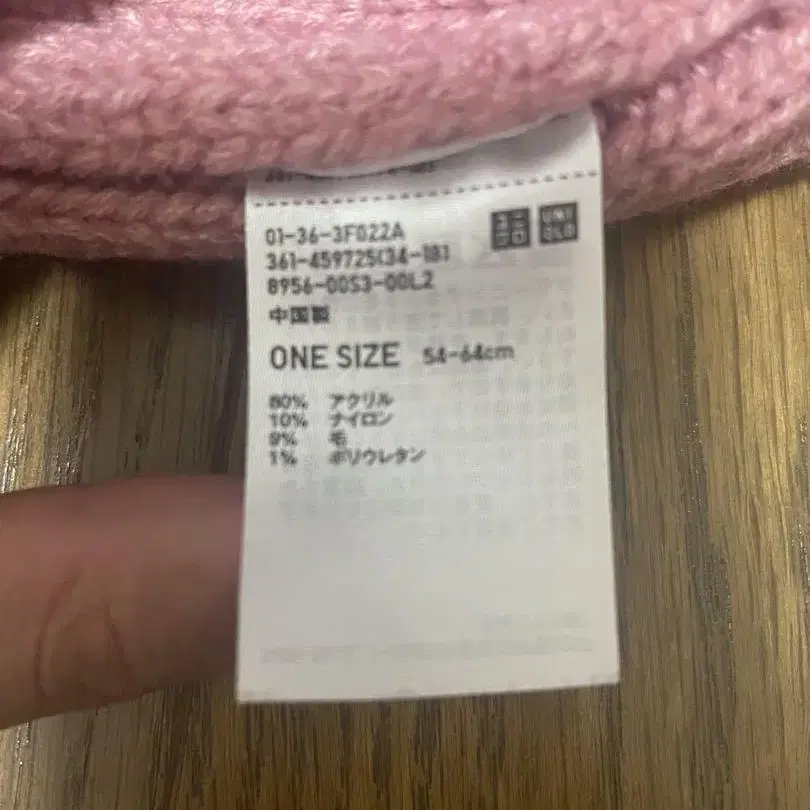 ユニクロ UNIQLO
01-36-3F022A
361-459725(34-18)
8956-00S3-00L2
中国製
ONE SIZE 54-64cm
80% アクリル
10% ナイロン
9% 毛
1% ポリウレタン